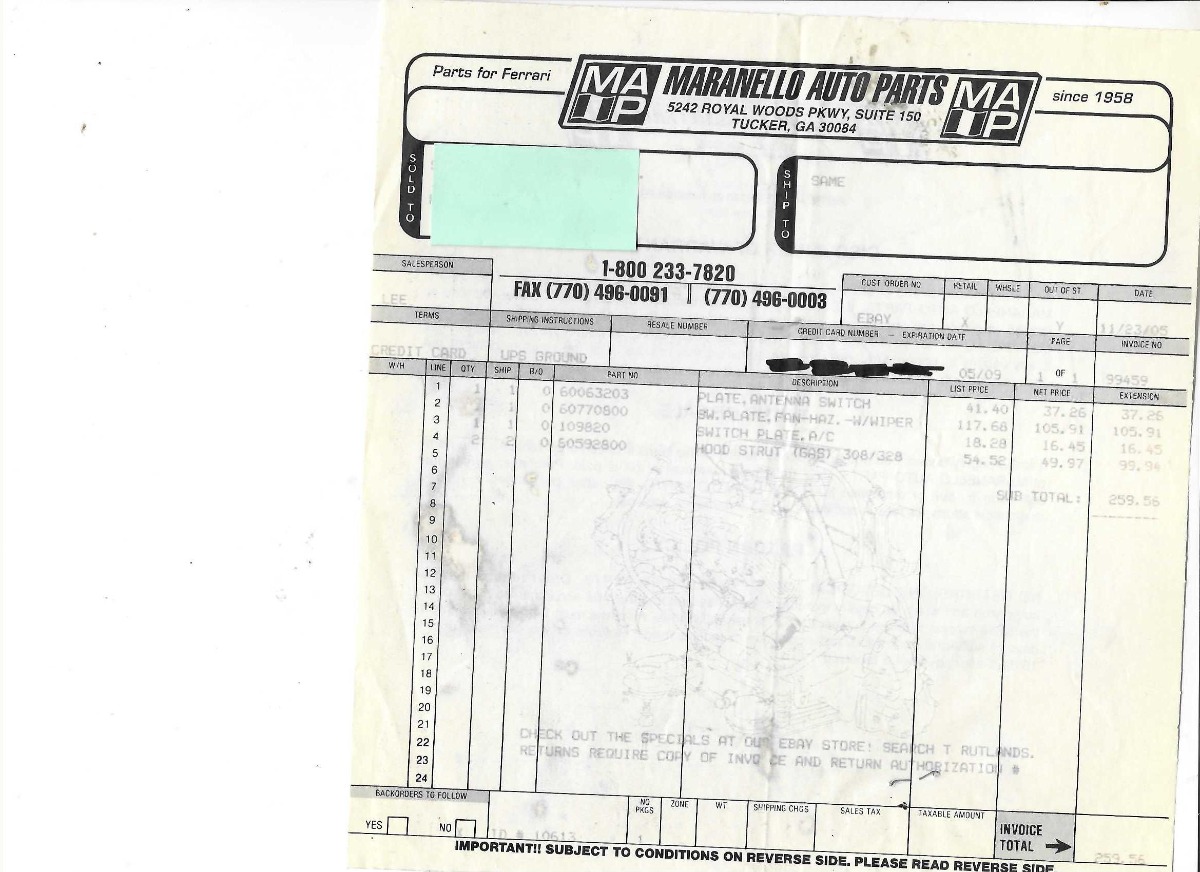 Parts for Ferrari
MAP
MARANELLO AUTO PARTS
5242 ROYAL WOODS PKWY, SUITE 150
TUCKER, GA 30084
MAP
since 1958
SOLD TO
SHIP TO
SAME
SALESPERSON
LEE
1-800 233-7820
FAX (770) 496-0091 | (770) 496-0003
CUST ORDER NO RETAIL WHSLE OUT OF ST DATE
EBAY X Y 11/23/05
TERMS SHIPPING INSTRUCTIONS RESALE NUMBER CREDIT CARD NUMBER — EXPIRATION DATE PAGE INVOICE NO
CREDIT CARD UPS GROUND 05/09 1 OF 1 99459
W/H LINE QTY SHIP B/O PART NO DESCRIPTION LIST PRICE NET PRICE EXTENSION
1 1 1 0 60063203 PLATE, ANTENNA SWITCH 41.40 37.26 37.26
2 1 1 0 60770800 SW. PLATE, FAN-HAZ. -W/WIPER 117.68 105.91 105.91
3 1 1 0 109820 SWITCH PLATE, A/C 18.28 16.45 16.45
4 2 2 0 60592800 HOOD STRUT (GAS) 308/328 54.52 49.97 99.94
5
6
7 SUB TOTAL: 259.56
8
9
10
11
12
13
14
15
16
17
18
19
20
21
22 CHECK OUT THE SPECIALS AT OUR EBAY STORE! SEARCH T RUTLANDS.
23 RETURNS REQUIRE COPY OF INVOICE AND RETURN AUTHORIZATION #
24
BACKORDERS TO FOLLOW NO PKGS ZONE WT SHIPPING CHGS SALES TAX TAXABLE AMOUNT
YES NO ID # 10613 1 INVOICE TOTAL 259.56
IMPORTANT!! SUBJECT TO CONDITIONS ON REVERSE SIDE. PLEASE READ REVERSE SIDE.